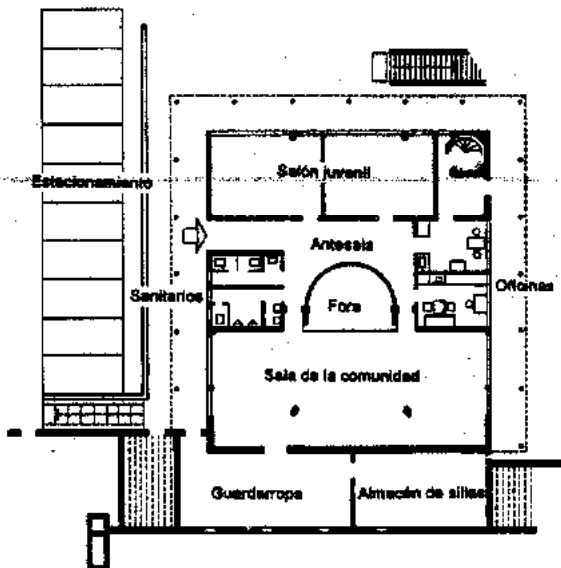 Salón juvenil
Estacionamiento
Antesala
Sanitarios
Oficinas
Foro
Sala de la comunidad
Guardarropa
Almacén de sillas